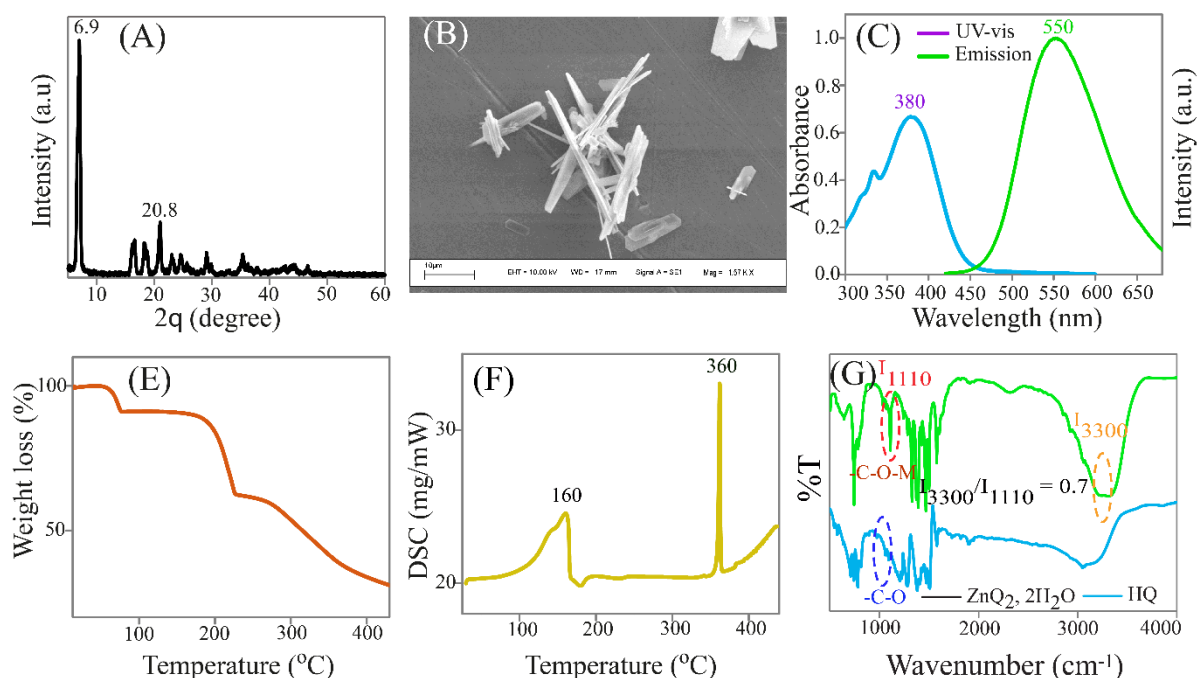 (A)
6.9
20.8
Intensity (a.u)
10 20 30 40 50 60
2q (degree)
(B)
10µm
EHT = 10.00 kV WD = 17 mm Signal A = SE1 Mag = 1.57 K X
(C)
UV-vis
Emission
550
380
Absorbance
Intensity (a.u.)
1.0
0.8
0.6
0.4
0.2
0.0
300 350 400 450 500 550 600 650
Wavelength (nm)
(E)
Weight loss (%)
100
50
100 200 300 400
Temperature (°C)
(F)
360
160
DSC (mg/mW)
30
20
100 200 300 400
Temperature (°C)
(G)
I1110
I3300
-C-O-M
I3300/I1110 = 0.7
%T
-C-O
ZnQ2, 2H2O HQ
1000 2000 3000 4000
Wavenumber (cm-1)